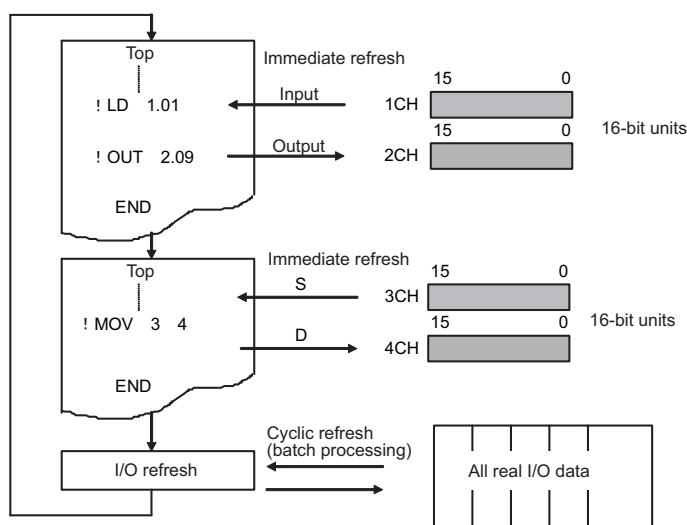 Top
Immediate refresh
15 0
! LD 1.01
Input
1CH
16-bit units
15 0
! OUT 2.09
Output
2CH
END
Top
Immediate refresh
15 0
S
3CH
16-bit units
15 0
! MOV 3 4
D
4CH
END
Cyclic refresh
(batch processing)
I/O refresh
All real I/O data